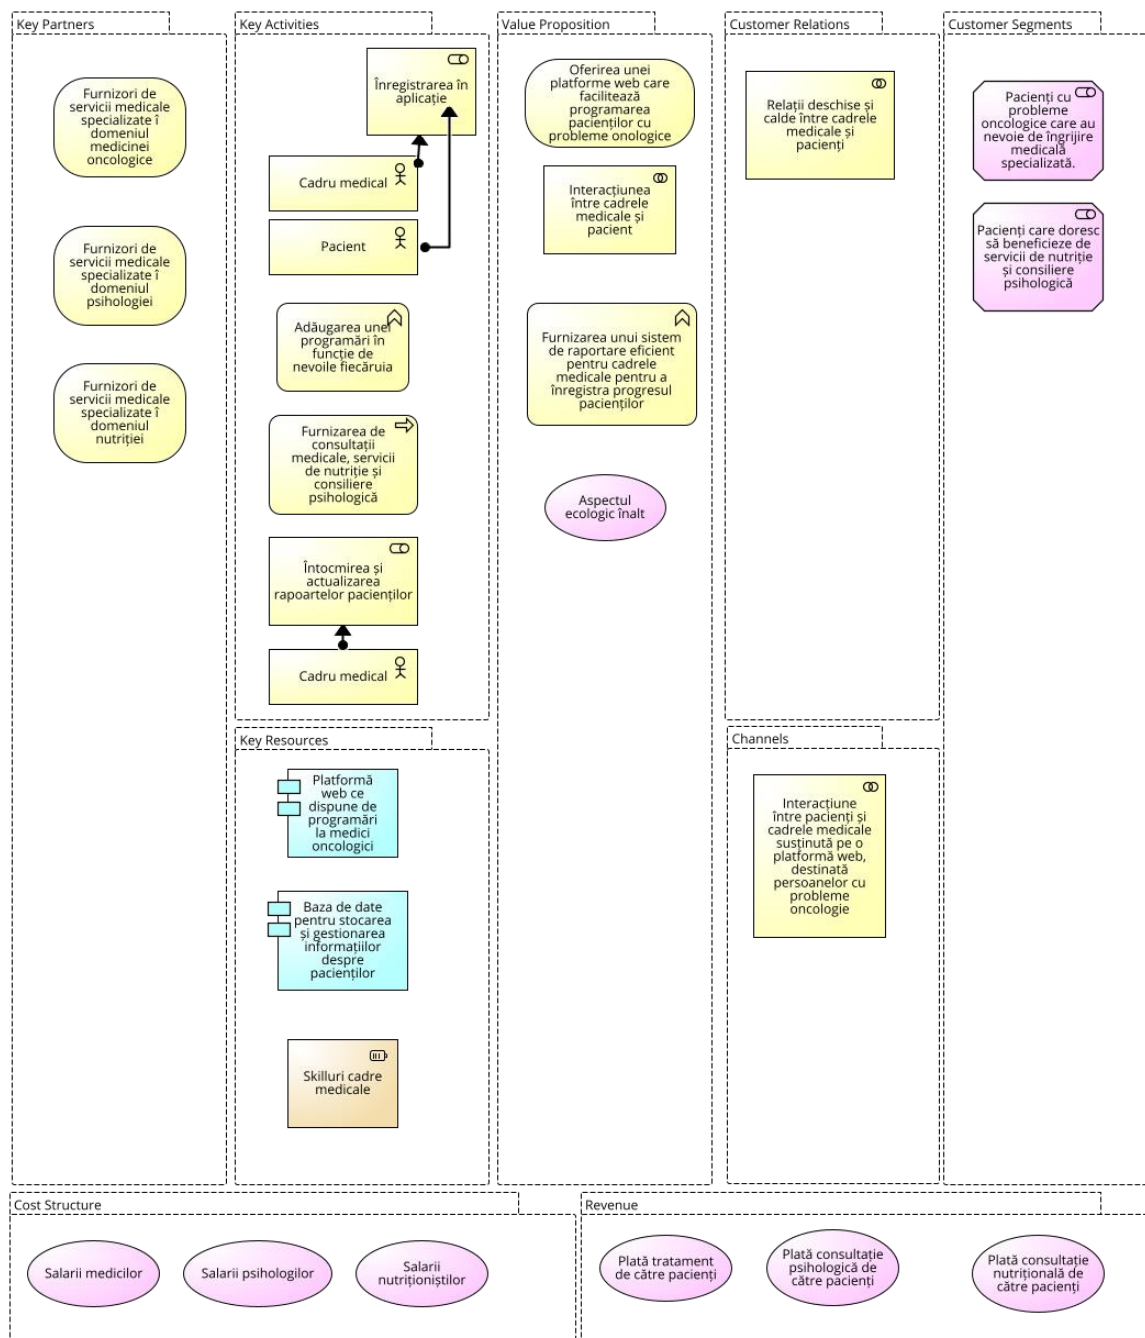 Key Partners
Furnizori de
servicii medicale
specializate î
domeniul
medicinei
oncologice
Furnizori de
servicii medicale
specializate î
domeniul
psihologiei
Furnizori de
servicii medicale
specializate î
domeniul
nutriției
Key Activities
Înregistrarea în
aplicație
Cadru medical
Pacient
Adăugarea unei
programări în
funcție de
nevoile fiecăruia
Furnizarea de
consultații
medicale, servicii
de nutriție și
consiliere
psihologică
Întocmirea și
actualizarea
rapoartelor pacienților
Cadru medical
Key Resources
Platformă
web ce
dispune de
programări
la medici
oncologici
Baza de date
pentru stocarea
și gestionarea
informațiilor
despre
pacienților
Skilluri cadre
medicale
Value Proposition
Oferirea unei
platforme web care
facilitează
programarea
pacienților cu
probleme onologice
Interacțiunea
între cadrele
medicale și
pacient
Furnizarea unui sistem
de raportare eficient
pentru cadrele
medicale pentru a
înregistra progresul
pacienților
Aspectul
ecologic înalt
Customer Relations
Relații deschise și
calde între cadrele
medicale și
pacienți
Channels
Interacțiune
între pacienți și
cadrele medicale
susținută pe o
platformă web,
destinată
persoanelor cu
probleme
oncologie
Customer Segments
Pacienți cu
probleme
oncologice care au
nevoie de îngrijire
medicală
specializată.
Pacienți care doresc
să beneficieze de
servicii de nutriție
și consiliere
psihologică
Cost Structure
Salarii medicilor
Salarii psihologilor
Salarii
nutriționiștilor
Revenue
Plată tratament
de către pacienți
Plată consultație
psihologică de
către pacienți
Plată consultație
nutrițională de
către pacienți